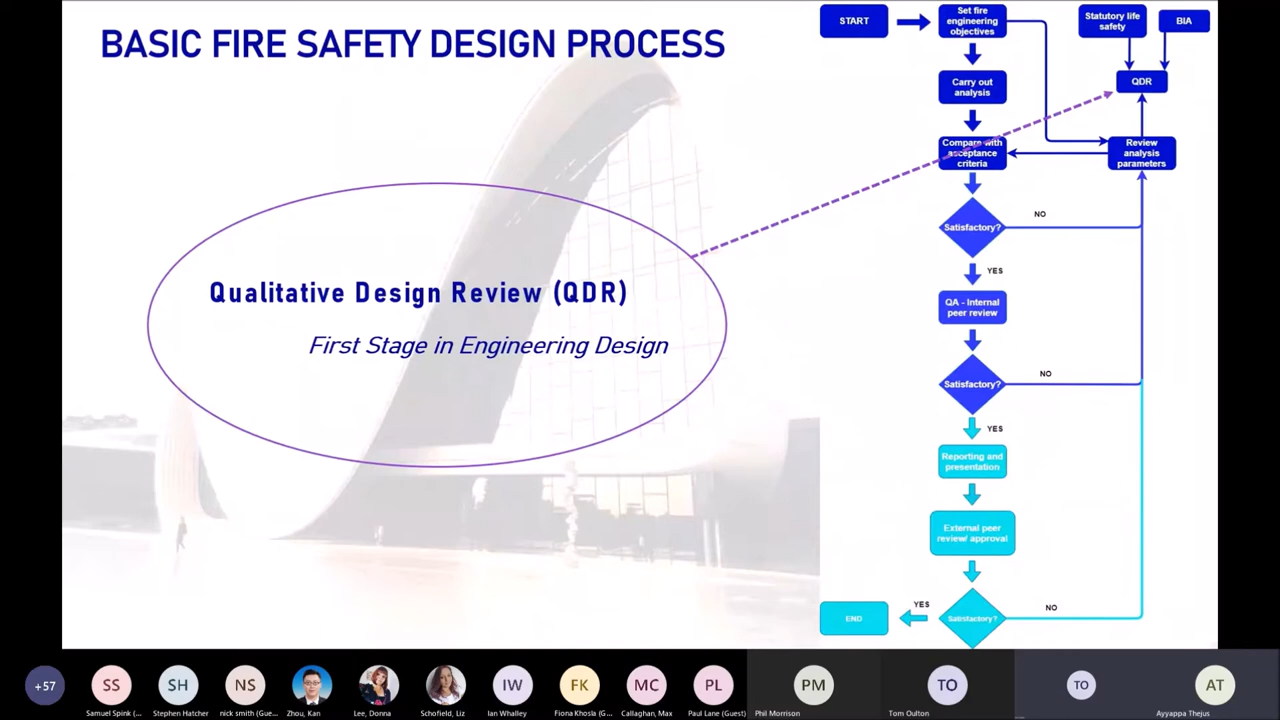 BASIC FIRE SAFETY DESIGN PROCESS
Qualitative Design Review (QDR)
First Stage in Engineering Design
START
Set fire
engineering
objectives
Statutory life
safety
BIA
Carry out
analysis
QDR
Compare with
acceptance
criteria
Review
analysis
parameters
Satisfactory?
NO
YES
QA - Internal
peer review
Satisfactory?
NO
YES
Reporting and
presentation
External peer
review/ approval
Satisfactory?
NO
YES
END
+57
SS
SH
NS
IW
FK
MC
PL
PM
TO
TO
AT
Samuel Spink (...
Stephen Hatcher
nick smith (Gue...
Zhou, Kan
Lee, Donna
Schofield, Liz
Ian Whalley
Fiona Khosla (G...
Callaghan, Max
Paul Lane (Guest)
Phil Morrison
Tom Oulton
Ayyappa Thejus